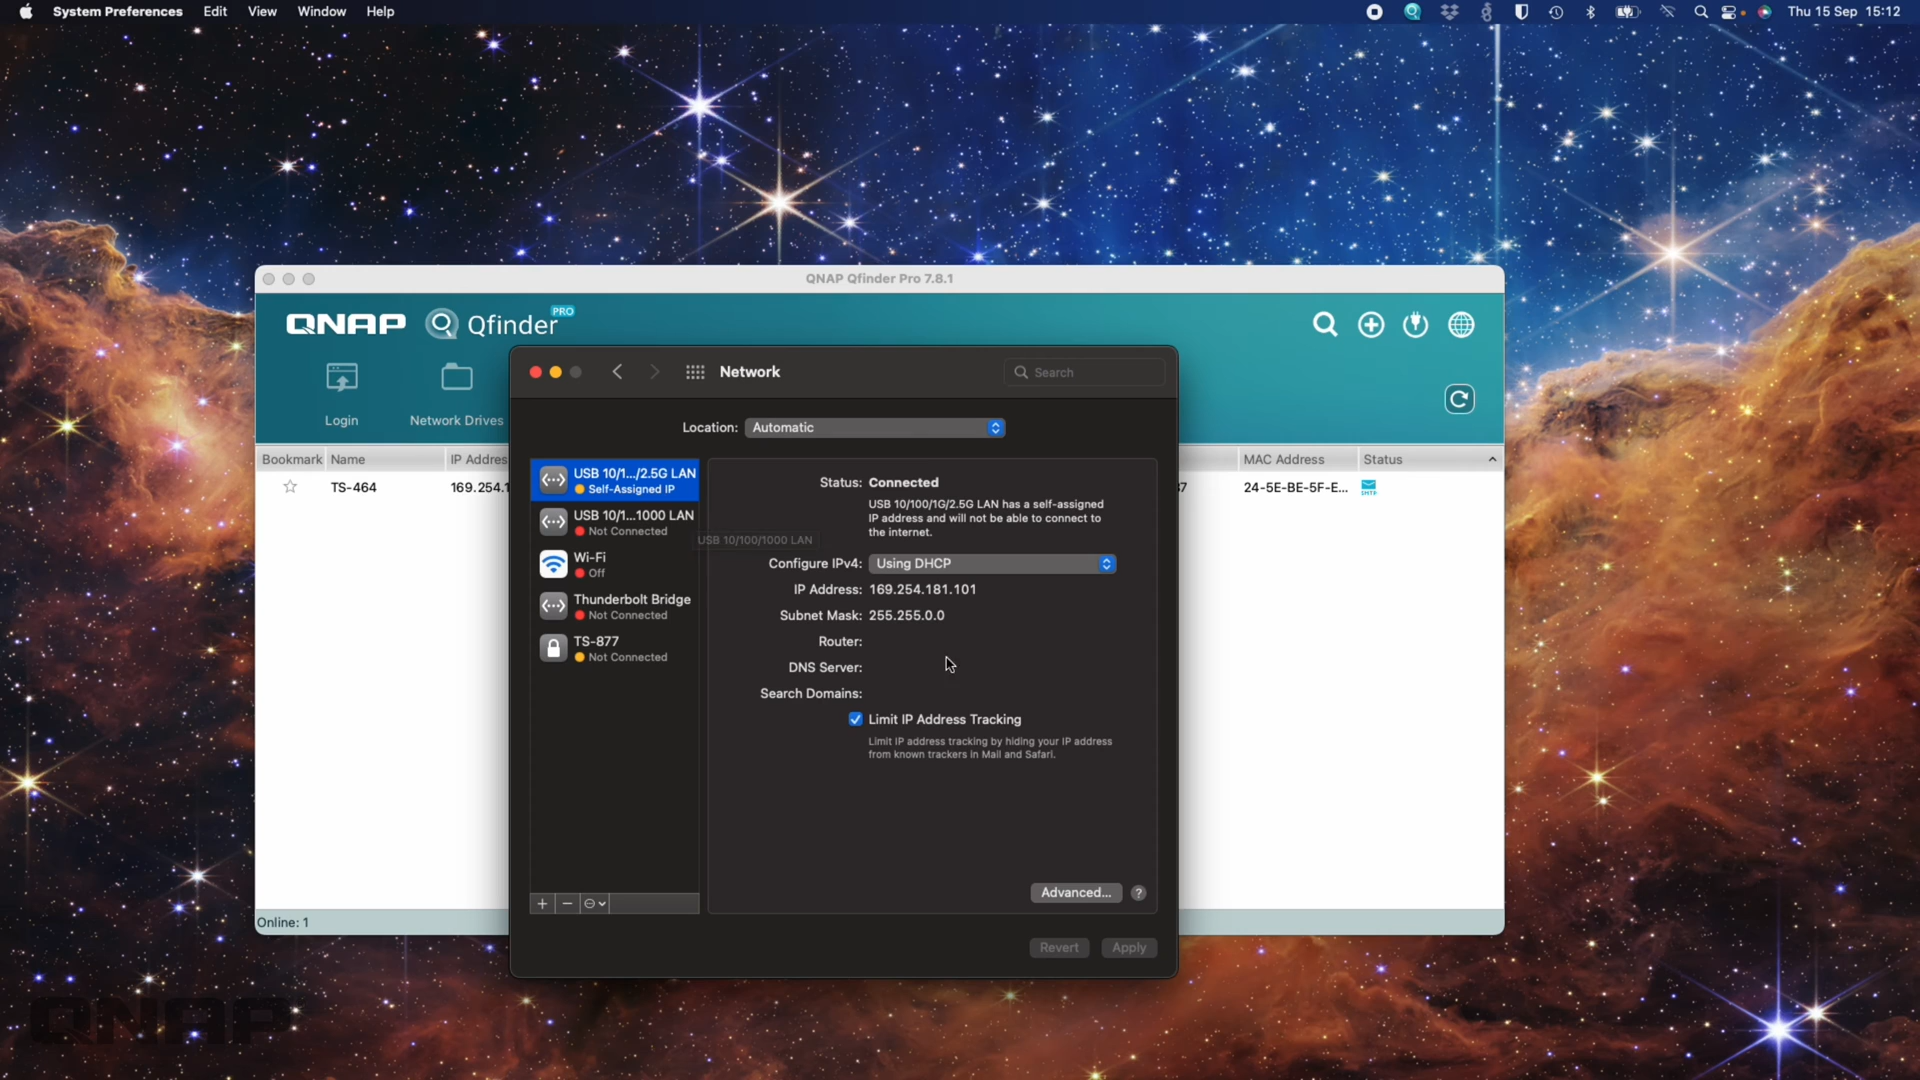 System Preferences Edit View Window Help
Thu 15 Sep 15:12
QNAP Qfinder Pro 7.8.1
QNAP Qfinder PRO
Login
Network Drives
Bookmark Name IP Addres
MAC Address Status
TS-464 169.254.1
37 24-5E-BE-5F-E...
Online: 1
Network
Search
Location: Automatic
USB 10/1.../2.5G LAN
Self-Assigned IP
USB 10/1...1000 LAN
Not Connected
USB 10/100/1000 LAN
Wi-Fi
Off
Thunderbolt Bridge
Not Connected
TS-877
Not Connected
Status: Connected
USB 10/100/1G/2.5G LAN has a self-assigned
IP address and will not be able to connect to
the internet.
Configure IPv4: Using DHCP
IP Address: 169.254.181.101
Subnet Mask: 255.255.0.0
Router:
DNS Server:
Search Domains:
Limit IP Address Tracking
Limit IP address tracking by hiding your IP address
from known trackers in Mail and Safari.
Advanced... ?
Revert Apply
QNAP